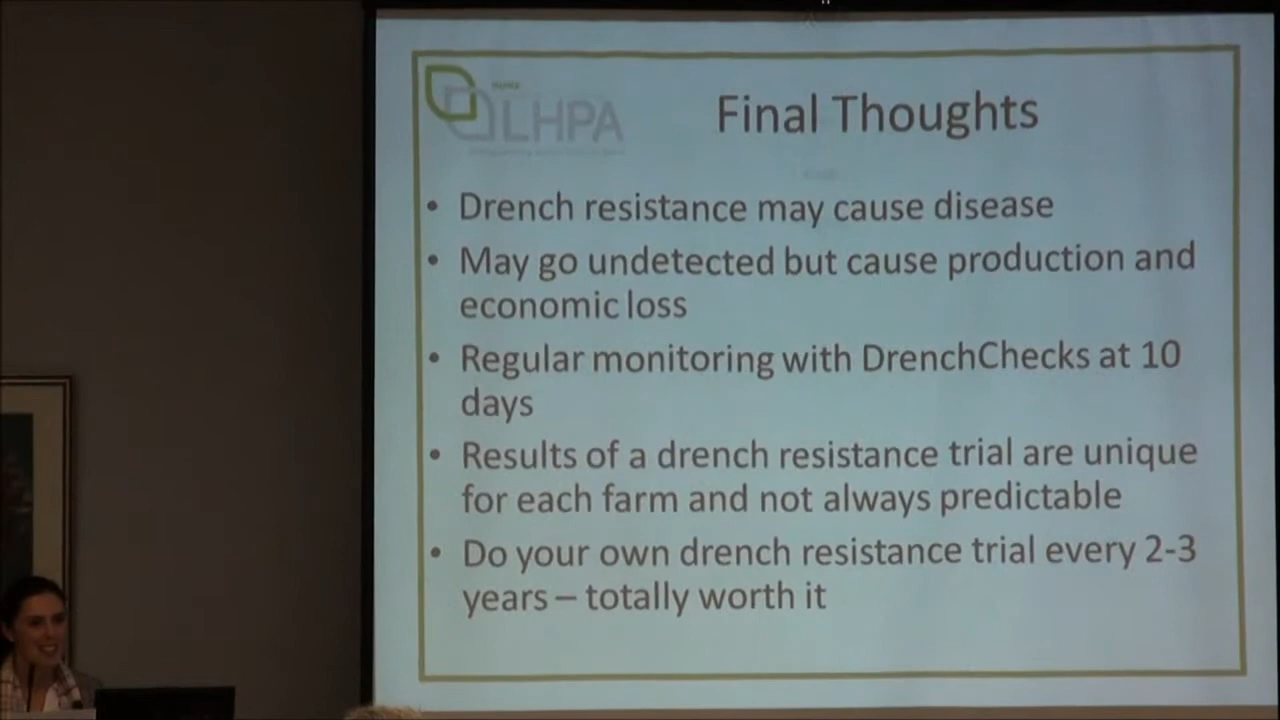 LHPA
Final Thoughts
• Drench resistance may cause disease
• May go undetected but cause production and
economic loss
• Regular monitoring with DrenchChecks at 10
days
• Results of a drench resistance trial are unique
for each farm and not always predictable
• Do your own drench resistance trial every 2-3
years – totally worth it